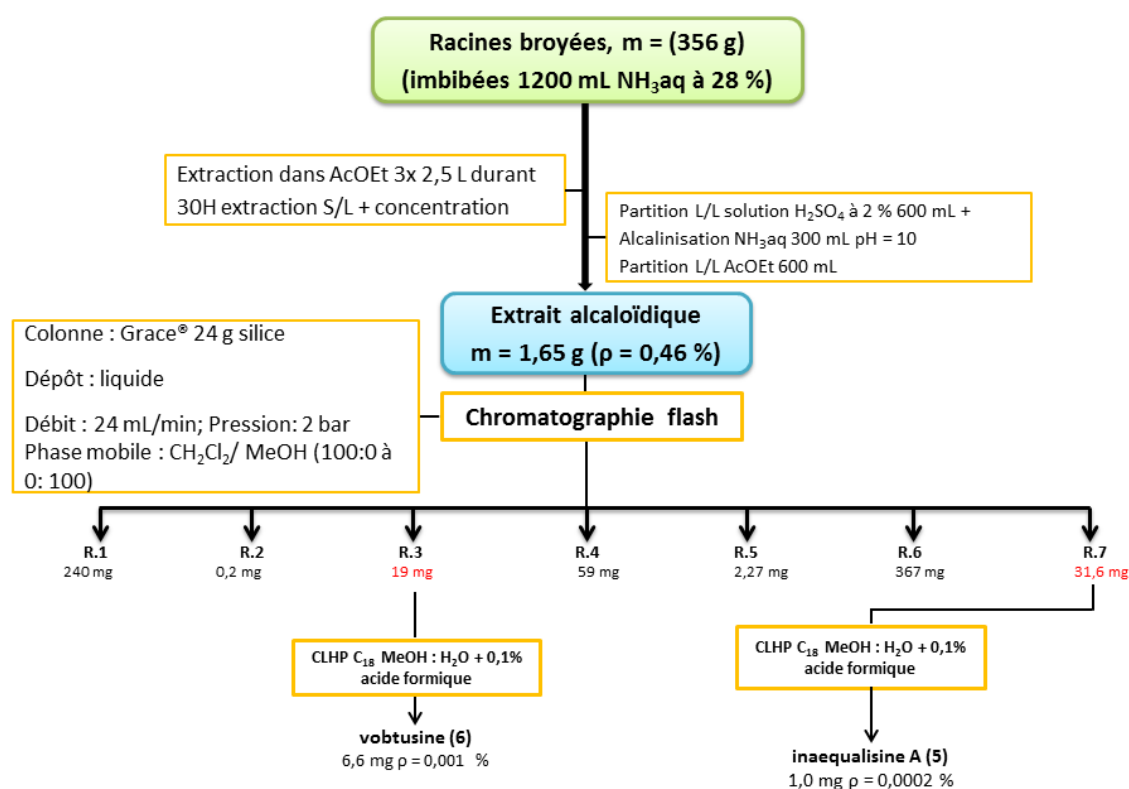 Racines broyées, m = (356 g)
(imbibées 1200 mL NH₃aq à 28 %)
Extraction dans AcOEt 3x 2,5 L durant
30H extraction S/L + concentration
Partition L/L solution H₂SO₄ à 2 % 600 mL +
Alcalinisation NH₃aq 300 mL pH = 10
Partition L/L AcOEt 600 mL
Extrait alcaloïdique
m = 1,65 g (ρ = 0,46 %)
Colonne : Grace® 24 g silice
Dépôt : liquide
Débit : 24 mL/min; Pression: 2 bar
Phase mobile : CH₂Cl₂/ MeOH (100:0 à
0: 100)
Chromatographie flash
R.1
240 mg
R.2
0,2 mg
R.3
19 mg
R.4
59 mg
R.5
2,27 mg
R.6
367 mg
R.7
31,6 mg
CLHP C₁₈ MeOH : H₂O + 0,1%
acide formique
vobtusine (6)
6,6 mg ρ = 0,001 %
CLHP C₁₈ MeOH : H₂O + 0,1%
acide formique
inaequalisine A (5)
1,0 mg ρ = 0,0002 %